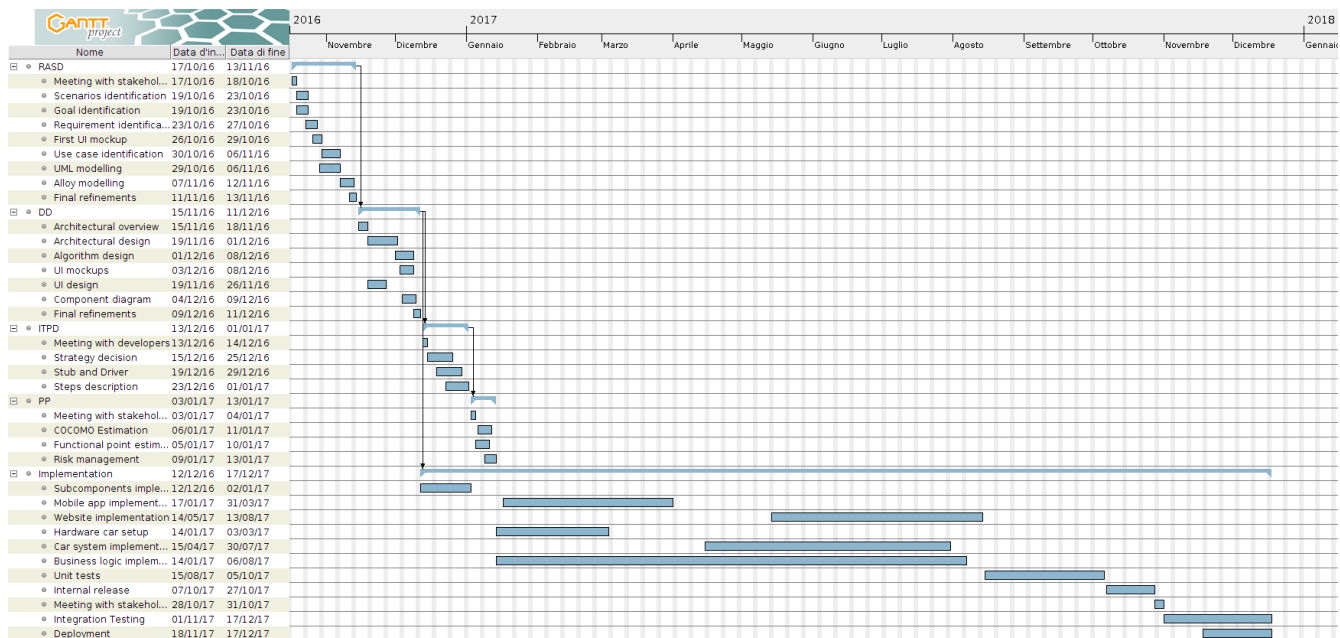 GANTT
project
2016 2017 2018
Novembre Dicembre Gennaio Febbraio Marzo Aprile Maggio Giugno Luglio Agosto Settembre Ottobre Novembre Dicembre Gennaio
Nome Data d'in... Data di fine
RASD 17/10/16 13/11/16
Meeting with stakehol... 17/10/16 18/10/16
Scenarios identification 19/10/16 23/10/16
Goal identification 19/10/16 23/10/16
Requirement identifica... 23/10/16 27/10/16
First UI mockup 26/10/16 29/10/16
Use case identification 30/10/16 06/11/16
UML modelling 29/10/16 06/11/16
Alloy modelling 07/11/16 12/11/16
Final refinements 11/11/16 13/11/16
DD 15/11/16 11/12/16
Architectural overview 15/11/16 18/11/16
Architectural design 19/11/16 01/12/16
Algorithm design 01/12/16 08/12/16
UI mockups 03/12/16 08/12/16
UI design 19/11/16 26/11/16
Component diagram 04/12/16 09/12/16
Final refinements 09/12/16 11/12/16
ITPD 13/12/16 01/01/17
Meeting with developers 13/12/16 14/12/16
Strategy decision 15/12/16 25/12/16
Stub and Driver 19/12/16 29/12/16
Steps description 23/12/16 01/01/17
PP 03/01/17 13/01/17
Meeting with stakehol... 03/01/17 04/01/17
COCOMO Estimation 06/01/17 11/01/17
Functional point estim... 05/01/17 10/01/17
Risk management 09/01/17 13/01/17
Implementation 12/12/16 17/12/17
Subcomponents imple... 12/12/16 02/01/17
Mobile app implement... 17/01/17 31/03/17
Website implementation 14/05/17 13/08/17
Hardware car setup 14/01/17 03/03/17
Car system implement... 15/04/17 30/07/17
Business logic implem... 14/01/17 06/08/17
Unit tests 15/08/17 05/10/17
Internal release 07/10/17 27/10/17
Meeting with stakehol... 28/10/17 31/10/17
Integration Testing 01/11/17 17/12/17
Deployment 18/11/17 17/12/17